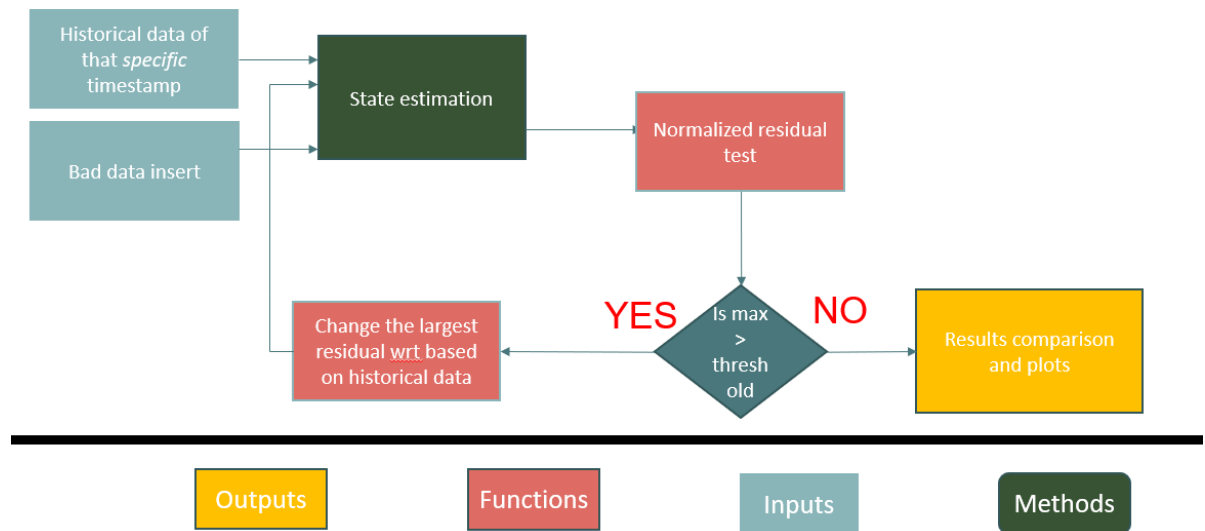 Historical data of
that specific
timestamp
State estimation
Bad data insert
Normalized residual
test
Change the largest
residual wrt based
on historical data
YES
Is max
>
thresh
old
NO
Results comparison
and plots
Outputs
Functions
Inputs
Methods